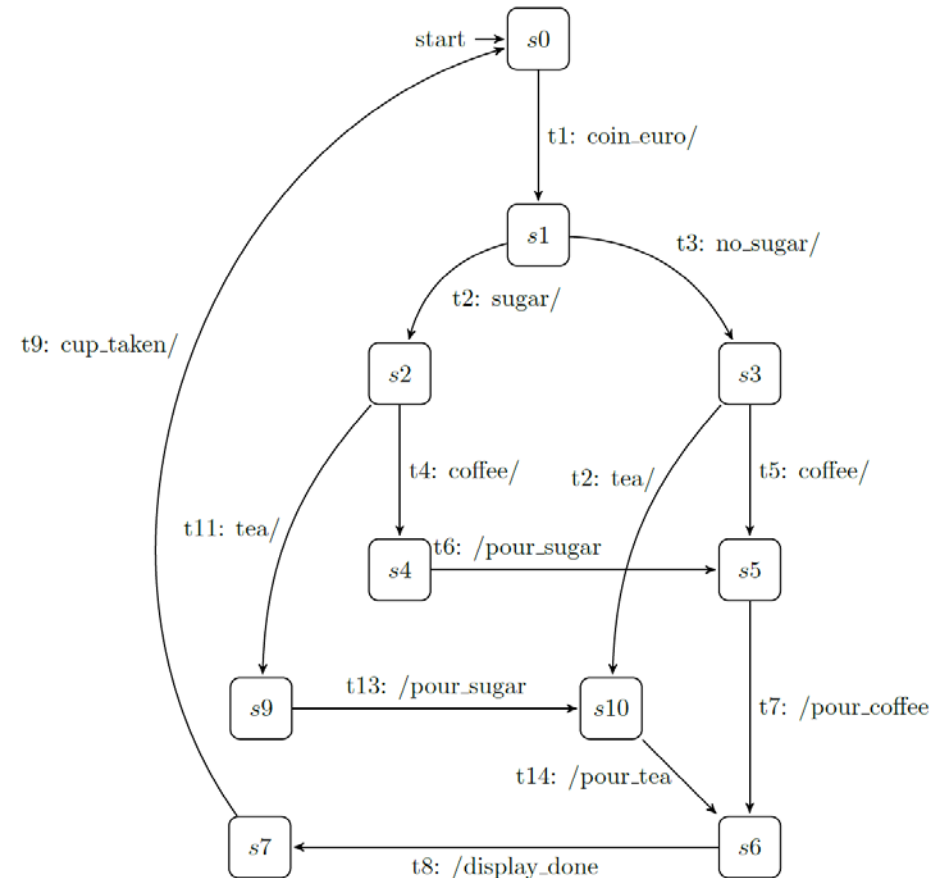 start
s0
t1: coin_euro/
s1
t3: no_sugar/
t2: sugar/
t9: cup_taken/
s2
s3
t4: coffee/
t2: tea/
t5: coffee/
t11: tea/
t6: /pour_sugar
s4
s5
t13: /pour_sugar
s9
s10
t7: /pour_coffee
t14: /pour_tea
s7
s6
t8: /display_done